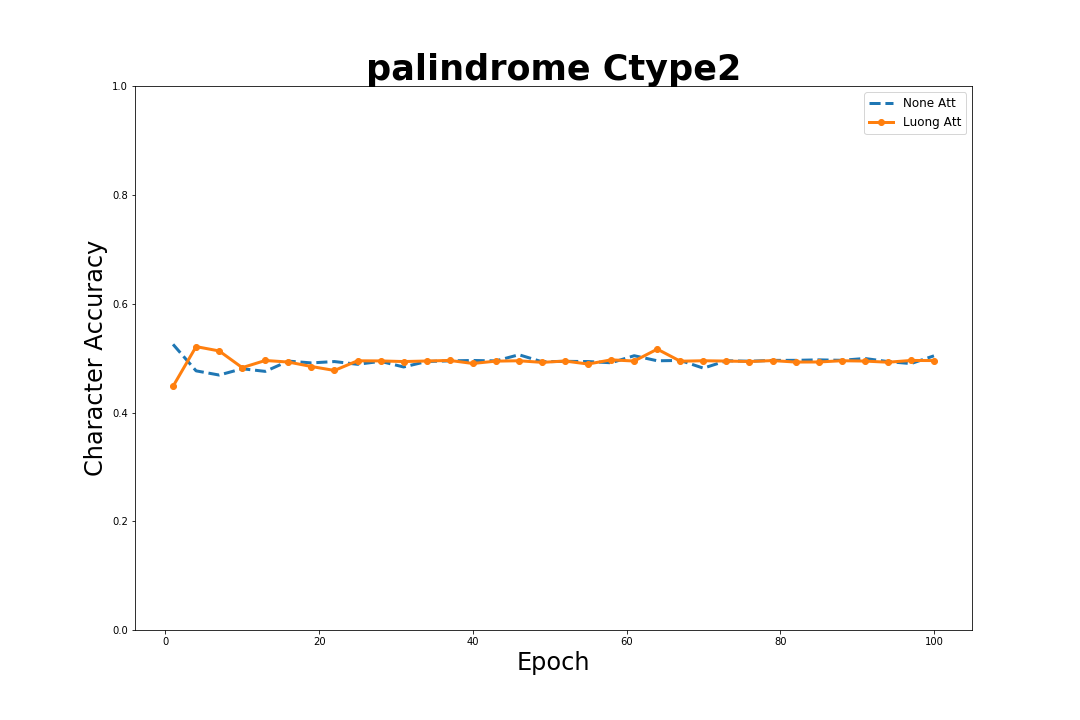 palindrome Ctype2
None Att
Luong Att
Character Accuracy
1.0
0.8
0.6
0.4
0.2
0.0
0 20 40 60 80 100
Epoch